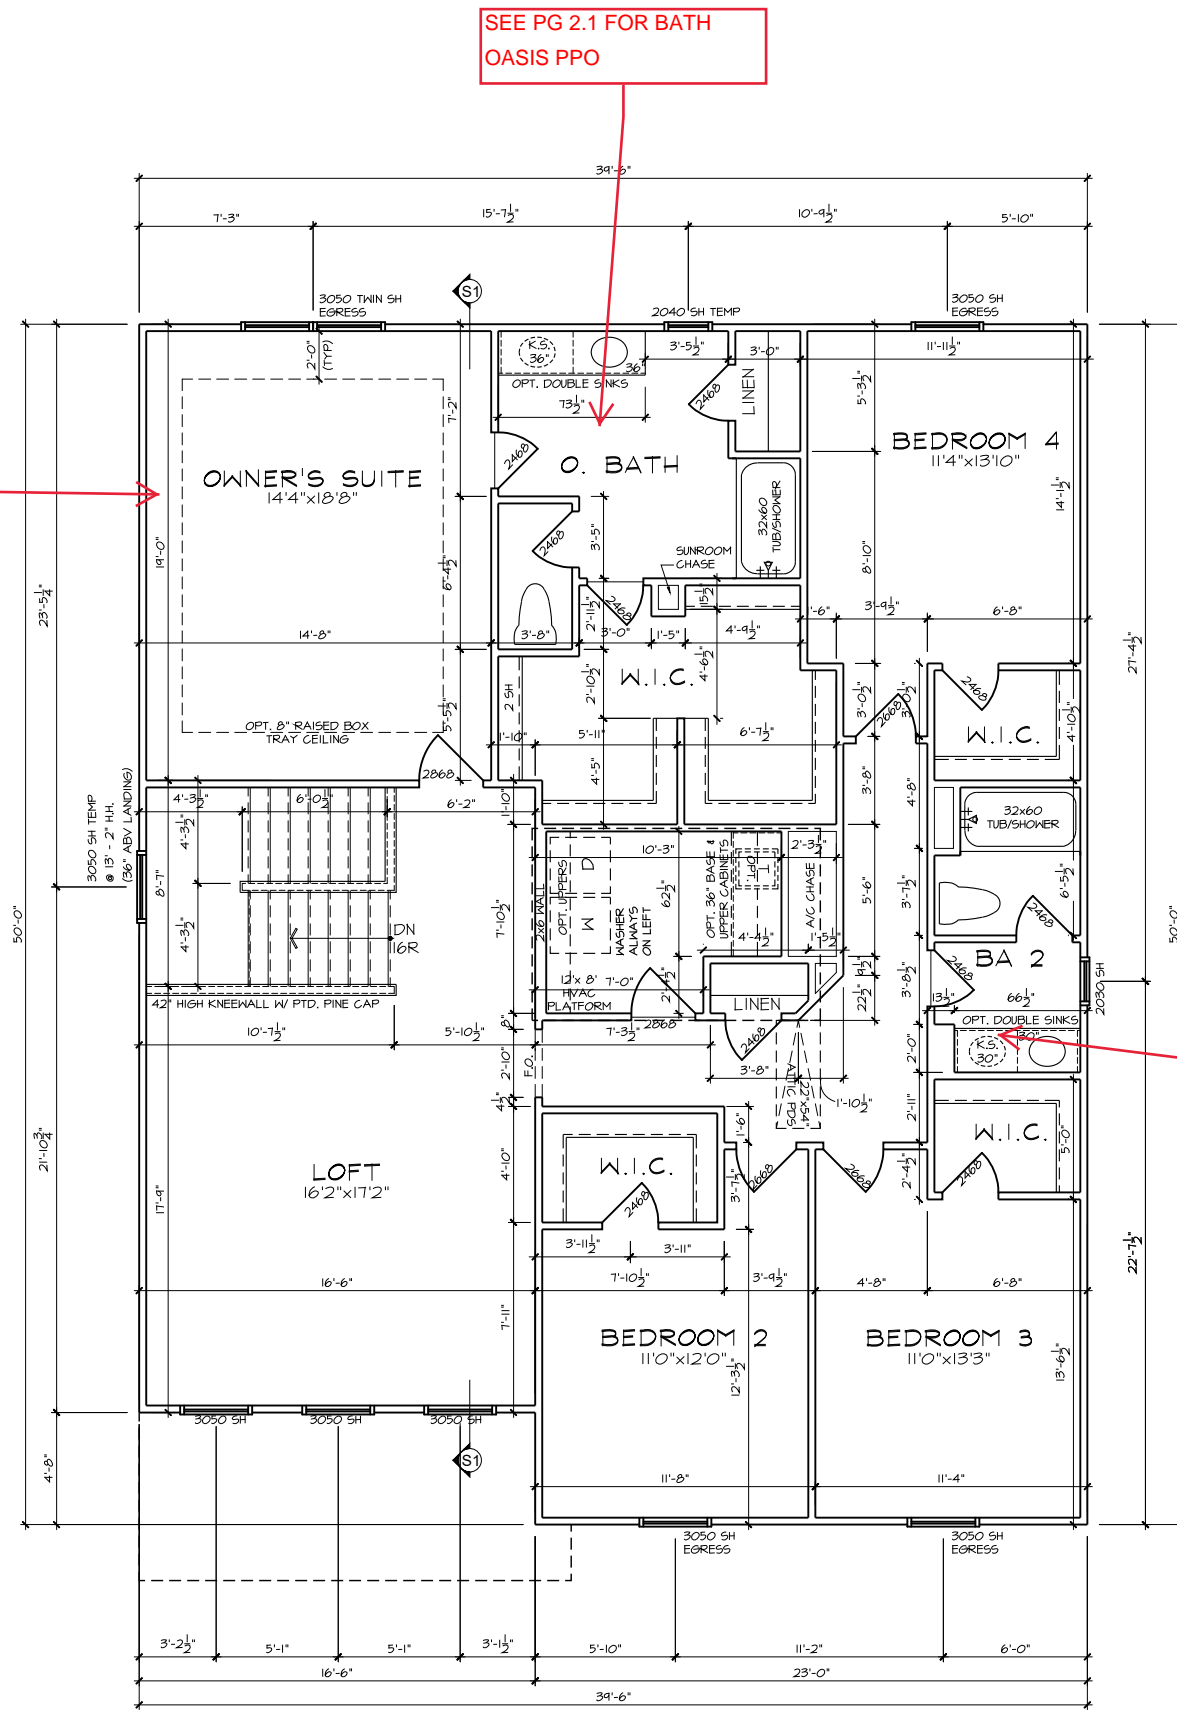 SEE PG 2.1 FOR BATH
OASIS PPO
39'-6"
7'-3"
15'-7½"
10'-9½"
5'-10"
3050 TWIN SH
EGRESS
S1
2040 SH TEMP
3050 SH
EGRESS
2'-0"
(TYP)
K.S.
36"
36"
OPT. DOUBLE SINKS
73½"
3'-5½"
3'-0"
11'-11½"
2468
LINEN
5'-3½"
7'-2"
BEDROOM 4
11'4"x13'10"
OWNER'S SUITE
14'4"x18'8"
2468
O. BATH
14'-1½"
32x60
TUB/SHOWER
2468
3'-5"
SUNROOM
CHASE
8'-10"
19'-0"
6'-4½"
23'-5¼"
15½"
2468
2'-11½"
3'-9½"
6'-8"
14'-8"
3'-8"
3'-0"
1'-5"
4'-9½"
27'-4½"
W.I.C.
4'-6½"
2'-10½"
2 SH
3'-0½"
3'-0½"
2668
2468
4'-10½"
W.I.C.
OPT. 8" RAISED BOX
TRAY CEILING
5'-5½"
1'-10"
5'-11"
6'-7½"
2868
4'-5"
3'-8"
4'-8"
3050 SH TEMP
@ 13' - 2" H.H.
(36" ABV LANDING)
4'-3½"
6'-0½"
6'-2"
1'-10"
4'-3½"
32x60
TUB/SHOWER
10'-3"
2'-3½"
8'-7"
D
W
OPT. UPPERS
2x6 WALL
62½"
OPT. 36" BASE &
UPPER CABINETS
OPT.
T
A/C CHASE
5'-6"
3'-7½"
6'-5½"
7'-10½"
WASHER
ALWAYS
ON LEFT
4'-4½"
1'-5½"
4'-3½"
DN
16R
2468
50'-0"
50'-0"
BA 2
42" HIGH KNEEWALL W/ PTD. PINE CAP
12'x 8'
HVAC
PLATFORM
7'-0"
2868
LINEN
9½"
22½"
3'-8½"
2468
13½"
66½"
2030 SH
OPT. DOUBLE SINKS
30"
K.S.
30"
10'-7½"
5'-10½"
8"
7'-3½"
2468
2'-0"
2'-10"
F.O.
3'-8"
22"x54"
ATTIC PDS
1'-10½"
4½"
2'-11"
1'-6"
W.I.C.
5'-0"
21'-10¾"
LOFT
16'2"x17'2"
4'-10"
W.I.C.
2468
3'-7½"
2668
2668
2'-4½"
2468
17'-9"
3'-11½"
3'-11"
22'-7½"
16'-6"
7'-10½"
3'-9½"
4'-8"
6'-8"
7'-11"
BEDROOM 2
11'0"x12'0"
12'-3½"
BEDROOM 3
11'0"x13'3"
13'-6½"
3050 SH
3050 SH
3050 SH
4'-8"
S1
11'-8"
11'-4"
3050 SH
EGRESS
3050 SH
EGRESS
3'-2½"
5'-1"
5'-1"
3'-1½"
5'-10"
11'-2"
6'-0"
16'-6"
23'-0"
39'-6"